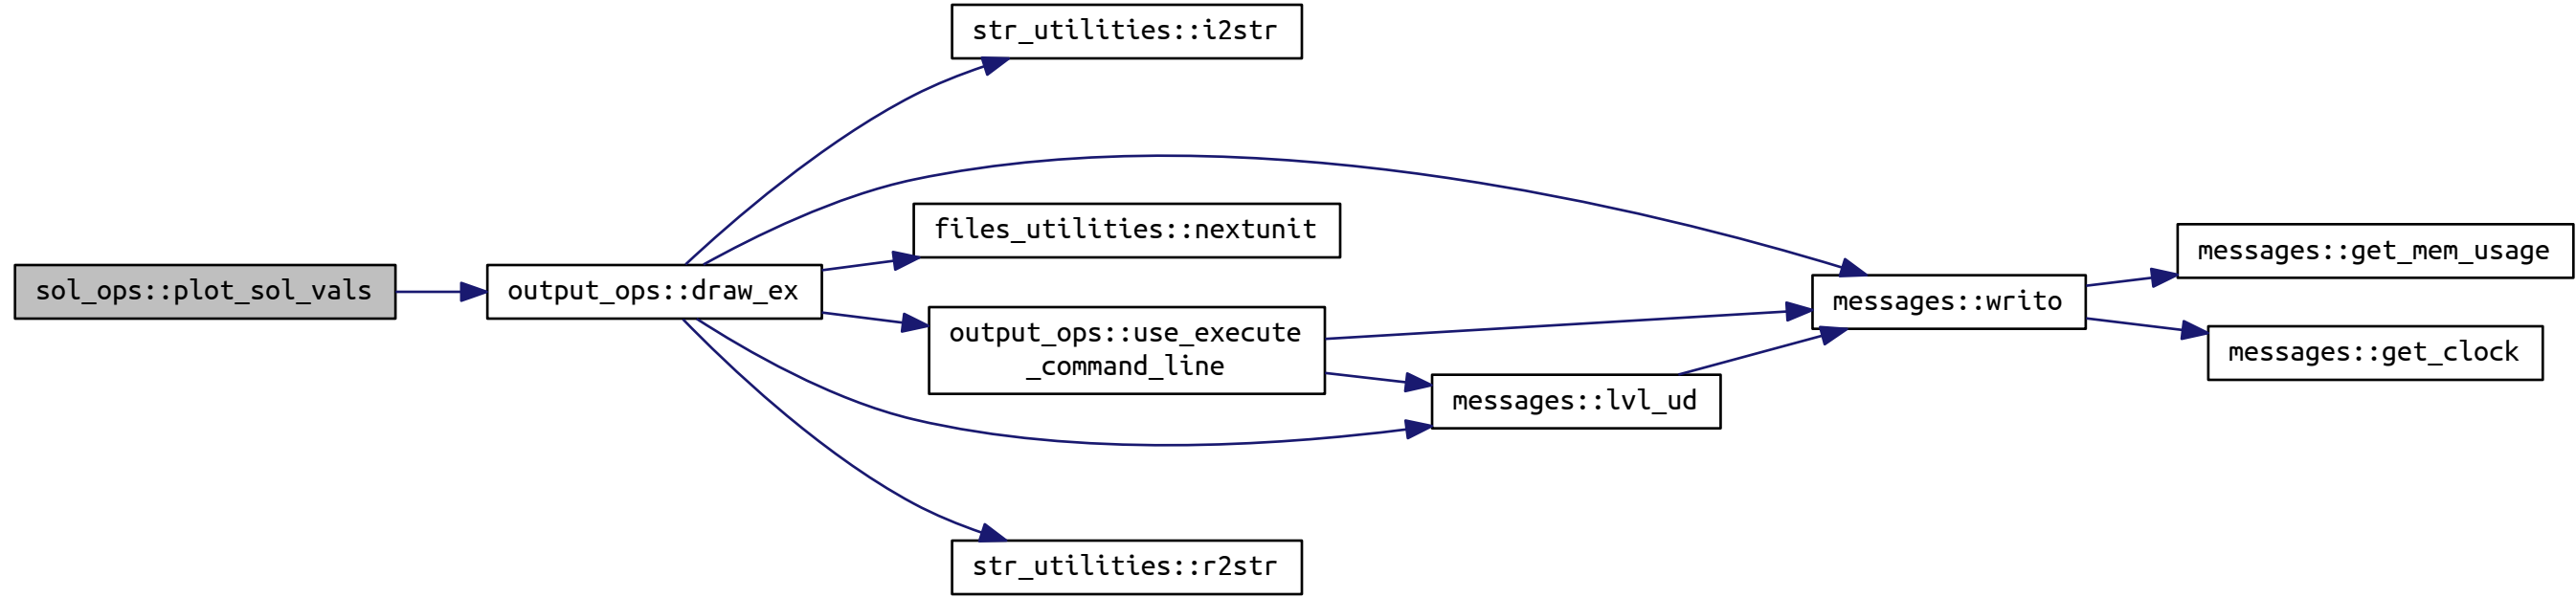 str_utilities::i2str
files_utilities::nextunit
messages::get_mem_usage
sol_ops::plot_sol_vals
output_ops::draw_ex
messages::writo
output_ops::use_execute
_command_line
messages::get_clock
messages::lvl_ud
str_utilities::r2str